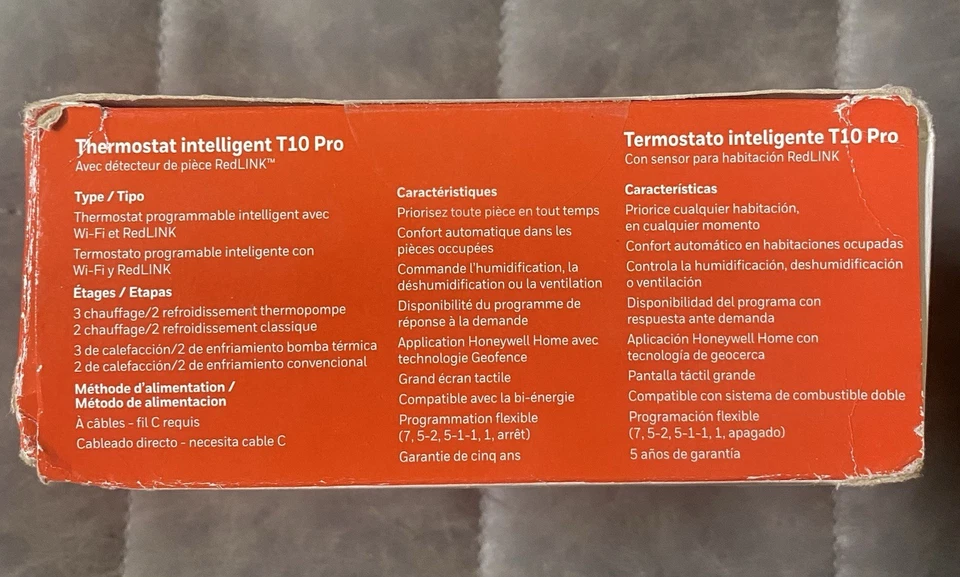 Thermostat intelligent T10 Pro
Avec détecteur de pièce RedLINK™
Type / Tipo
Thermostat programmable intelligent avec
Wi-Fi et RedLINK
Termostato programable inteligente con
Wi-Fi y RedLINK
Étages / Etapas
3 chauffage/2 refroidissement thermopompe
2 chauffage/2 refroidissement classique
3 de calefacción/2 de enfriamiento bomba térmica
2 de calefacción/2 de enfriamiento convencional
Méthode d'alimentation /
Método de alimentacion
À câbles - fil C requis
Cableado directo - necesita cable C
Caractéristiques
Priorisez toute pièce en tout temps
Confort automatique dans les
pièces occupées
Commande l'humidification, la
déshumidification ou la ventilation
Disponibilité du programme de
réponse à la demande
Application Honeywell Home avec
technologie Geofence
Grand écran tactile
Compatible avec la bi-énergie
Programmation flexible
(7, 5-2, 5-1-1, 1, arrêt)
Garantie de cinq ans
Termostato inteligente T10 Pro
Con sensor para habitación RedLINK
Características
Priorice cualquier habitación,
en cualquier momento
Confort automático en habitaciones ocupadas
Controla la humidificación, deshumidificación
o ventilación
Disponibilidad del programa con
respuesta ante demanda
Aplicación Honeywell Home con
tecnología de geocerca
Pantalla táctil grande
Compatible con sistema de combustible doble
Programación flexible
(7, 5-2, 5-1-1, 1, apagado)
5 años de garantía